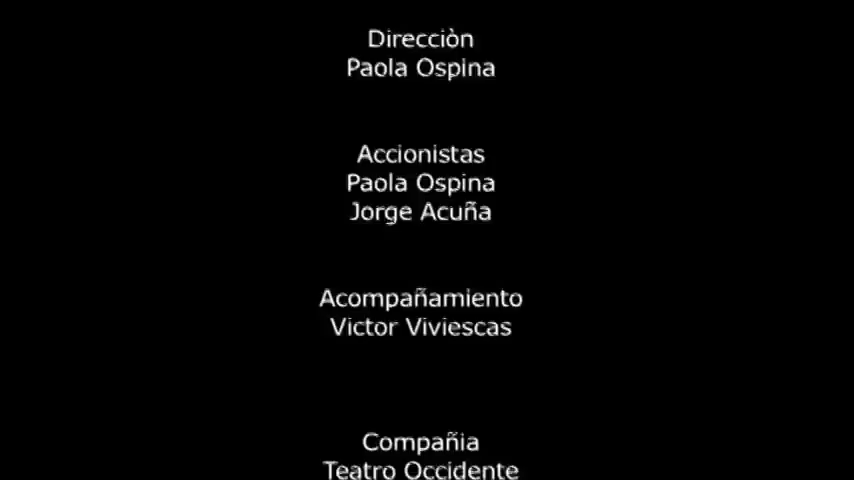 Direcciòn
Paola Ospina
Accionistas
Paola Ospina
Jorge Acuña
Acompañamiento
Victor Viviescas
Compañia
Teatro Occidente